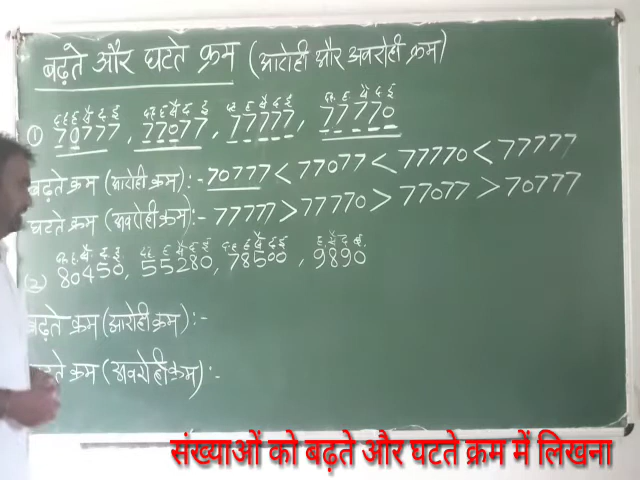 बढ़ते और घटते क्रम (आरोही और अवरोही क्रम)
द.ह. ह. सै. द. इ. द.ह. ह. सै. द. इ. द.ह. ह. सै. द. इ. द.ह. ह. सै. द. इ.
① 70777, 77077, 77777, 77770
बढ़ते क्रम (आरोही क्रम) :- 70777 < 77077 < 77770 < 77777
घटते क्रम (अवरोही क्रम) :- 77777 > 77770 > 77077 > 70777
द.ह. ह. सै. द. इ. द.ह. ह. सै. द. इ. द.ह. ह. सै. द. इ. ह. सै. द. इ.
② 80450, 55280, 78500, 9890
बढ़ते क्रम (आरोही क्रम) :-
घटते क्रम (अवरोही क्रम) :-
संख्याओं को बढ़ते और घटते क्रम में लिखना